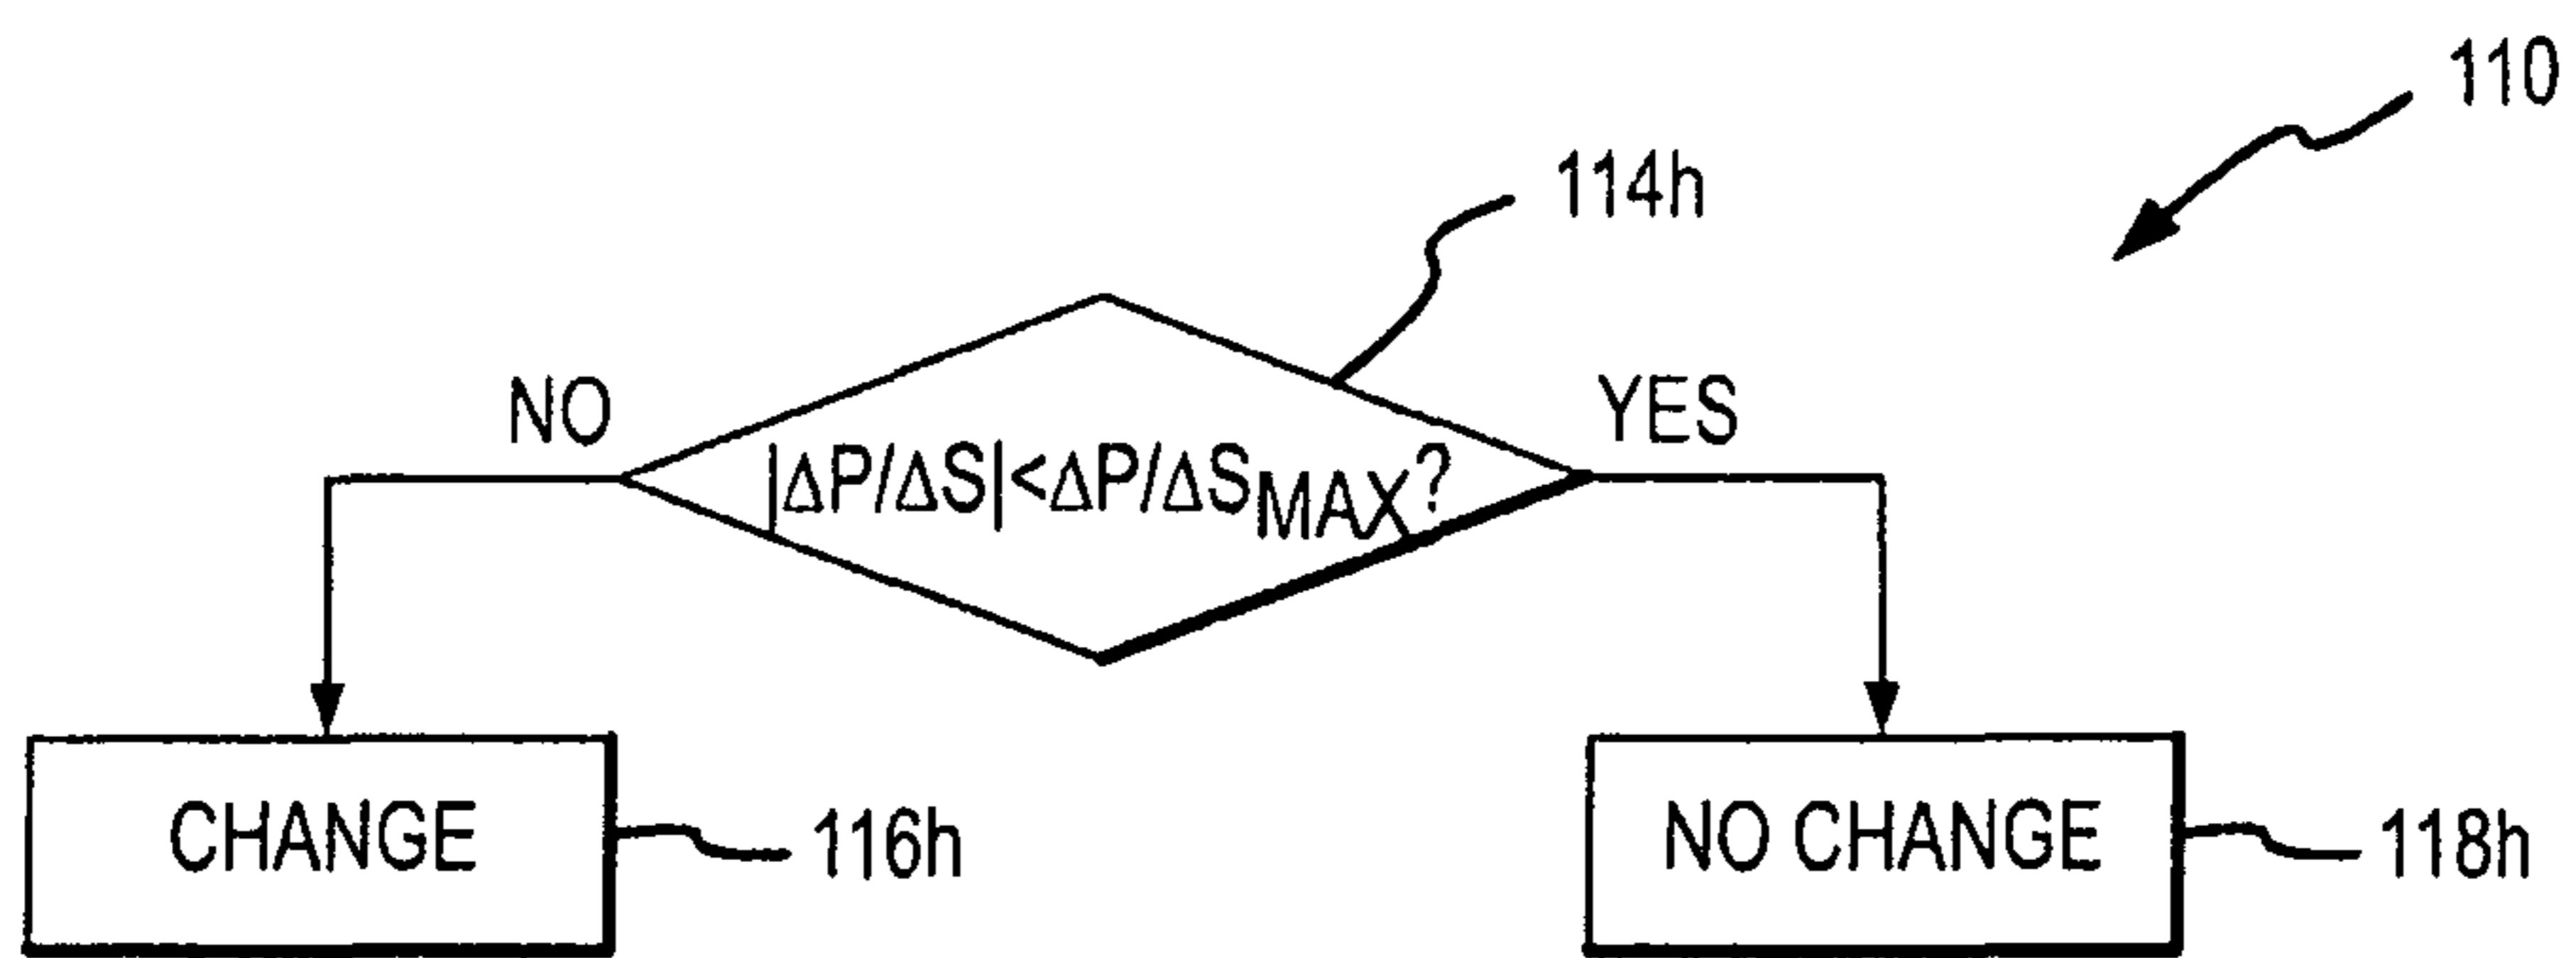 110
114h
NO
YES
|ΔP/ΔS|<ΔP/ΔSMAX?
CHANGE
116h
NO CHANGE
118h